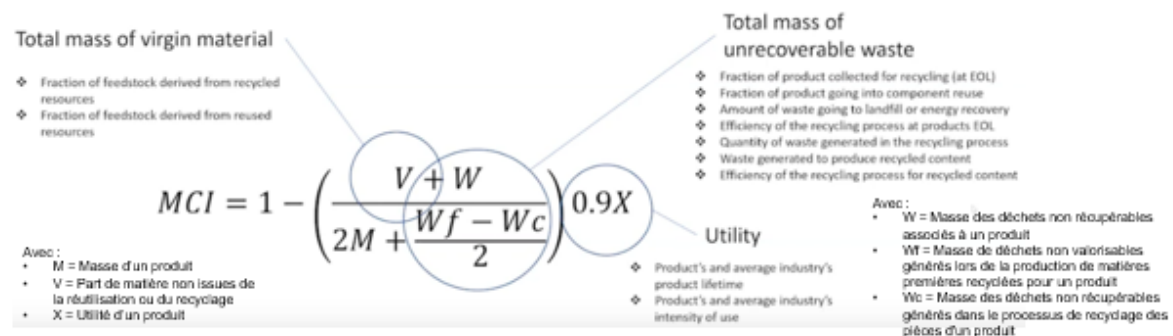 Total mass of virgin material
❖ Fraction of feedstock derived from recycled
resources
❖ Fraction of feedstock derived from reused
resources
Total mass of
unrecoverable waste
❖ Fraction of product collected for recycling (at EOL)
❖ Fraction of product going into component reuse
❖ Amount of waste going to landfill or energy recovery
❖ Efficiency of the recycling process at products EOL
❖ Quantity of waste generated in the recycling process
❖ Waste generated to produce recycled content
❖ Efficiency of the recycling process for recycled content
MCI = 1 − ( (V + W) / (2M + (Wf − Wc) / 2) ) 0.9X
Utility
❖ Product's and average industry's
product lifetime
❖ Product's and average industry's
intensity of use
Avec :
• M = Masse d'un produit
• V = Part de matière non issues de
la réutilisation ou du recyclage
• X = Utilité d'un produit
Avec :
• W = Masse des déchets non récupérables
associés à un produit
• Wf = Masse de déchets non valorisables
générés lors de la production de matières
premières recyclées pour un produit
• Wc = Masse des déchets non récupérables
générés dans le processus de recyclage des
pièces d'un produit